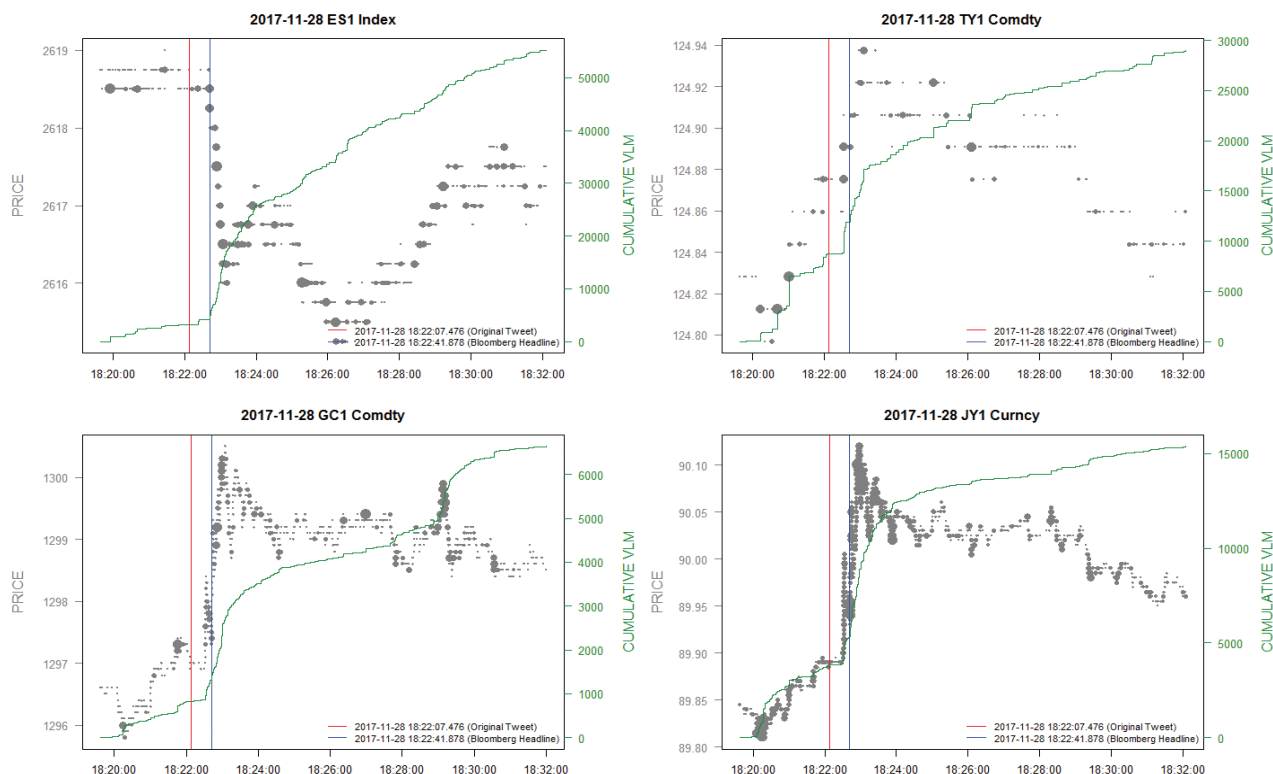 2017-11-28 ES1 Index
2619
2618
2617
2616
PRICE
50000
40000
30000
20000
10000
0
CUMULATIVE VLM
2017-11-28 18:22:07.476 (Original Tweet)
2017-11-28 18:22:41.878 (Bloomberg Headline)
18:20:00 18:22:00 18:24:00 18:26:00 18:28:00 18:30:00 18:32:00
2017-11-28 TY1 Comdty
124.94
124.92
124.90
124.88
124.86
124.84
124.82
124.80
PRICE
30000
25000
20000
15000
10000
5000
0
CUMULATIVE VLM
2017-11-28 18:22:07.476 (Original Tweet)
2017-11-28 18:22:41.878 (Bloomberg Headline)
18:20:00 18:22:00 18:24:00 18:26:00 18:28:00 18:30:00 18:32:00
2017-11-28 GC1 Comdty
1300
1299
1298
1297
1296
PRICE
6000
5000
4000
3000
2000
1000
0
CUMULATIVE VLM
2017-11-28 18:22:07.476 (Original Tweet)
2017-11-28 18:22:41.878 (Bloomberg Headline)
18:20:00 18:22:00 18:24:00 18:26:00 18:28:00 18:30:00 18:32:00
2017-11-28 JY1 Curncy
90.10
90.05
90.00
89.95
89.90
89.85
89.80
PRICE
15000
10000
5000
0
CUMULATIVE VLM
2017-11-28 18:22:07.476 (Original Tweet)
2017-11-28 18:22:41.878 (Bloomberg Headline)
18:20:00 18:22:00 18:24:00 18:26:00 18:28:00 18:30:00 18:32:00